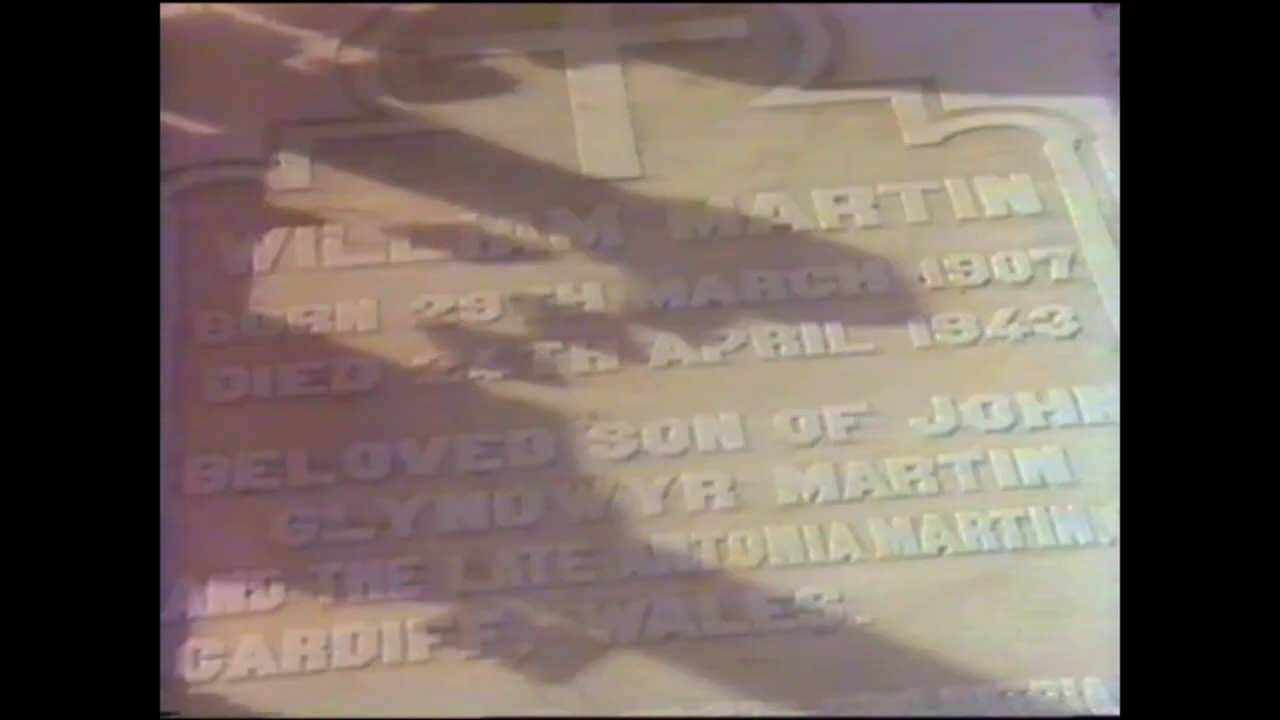 WILLIAM MARTIN
BORN 29TH MARCH 1907
DIED 24TH APRIL 1943
BELOVED SON OF JOHN
GLYNDWYR MARTIN
AND THE LATE ANTONIA MARTIN,
CARDIFF, WALES.